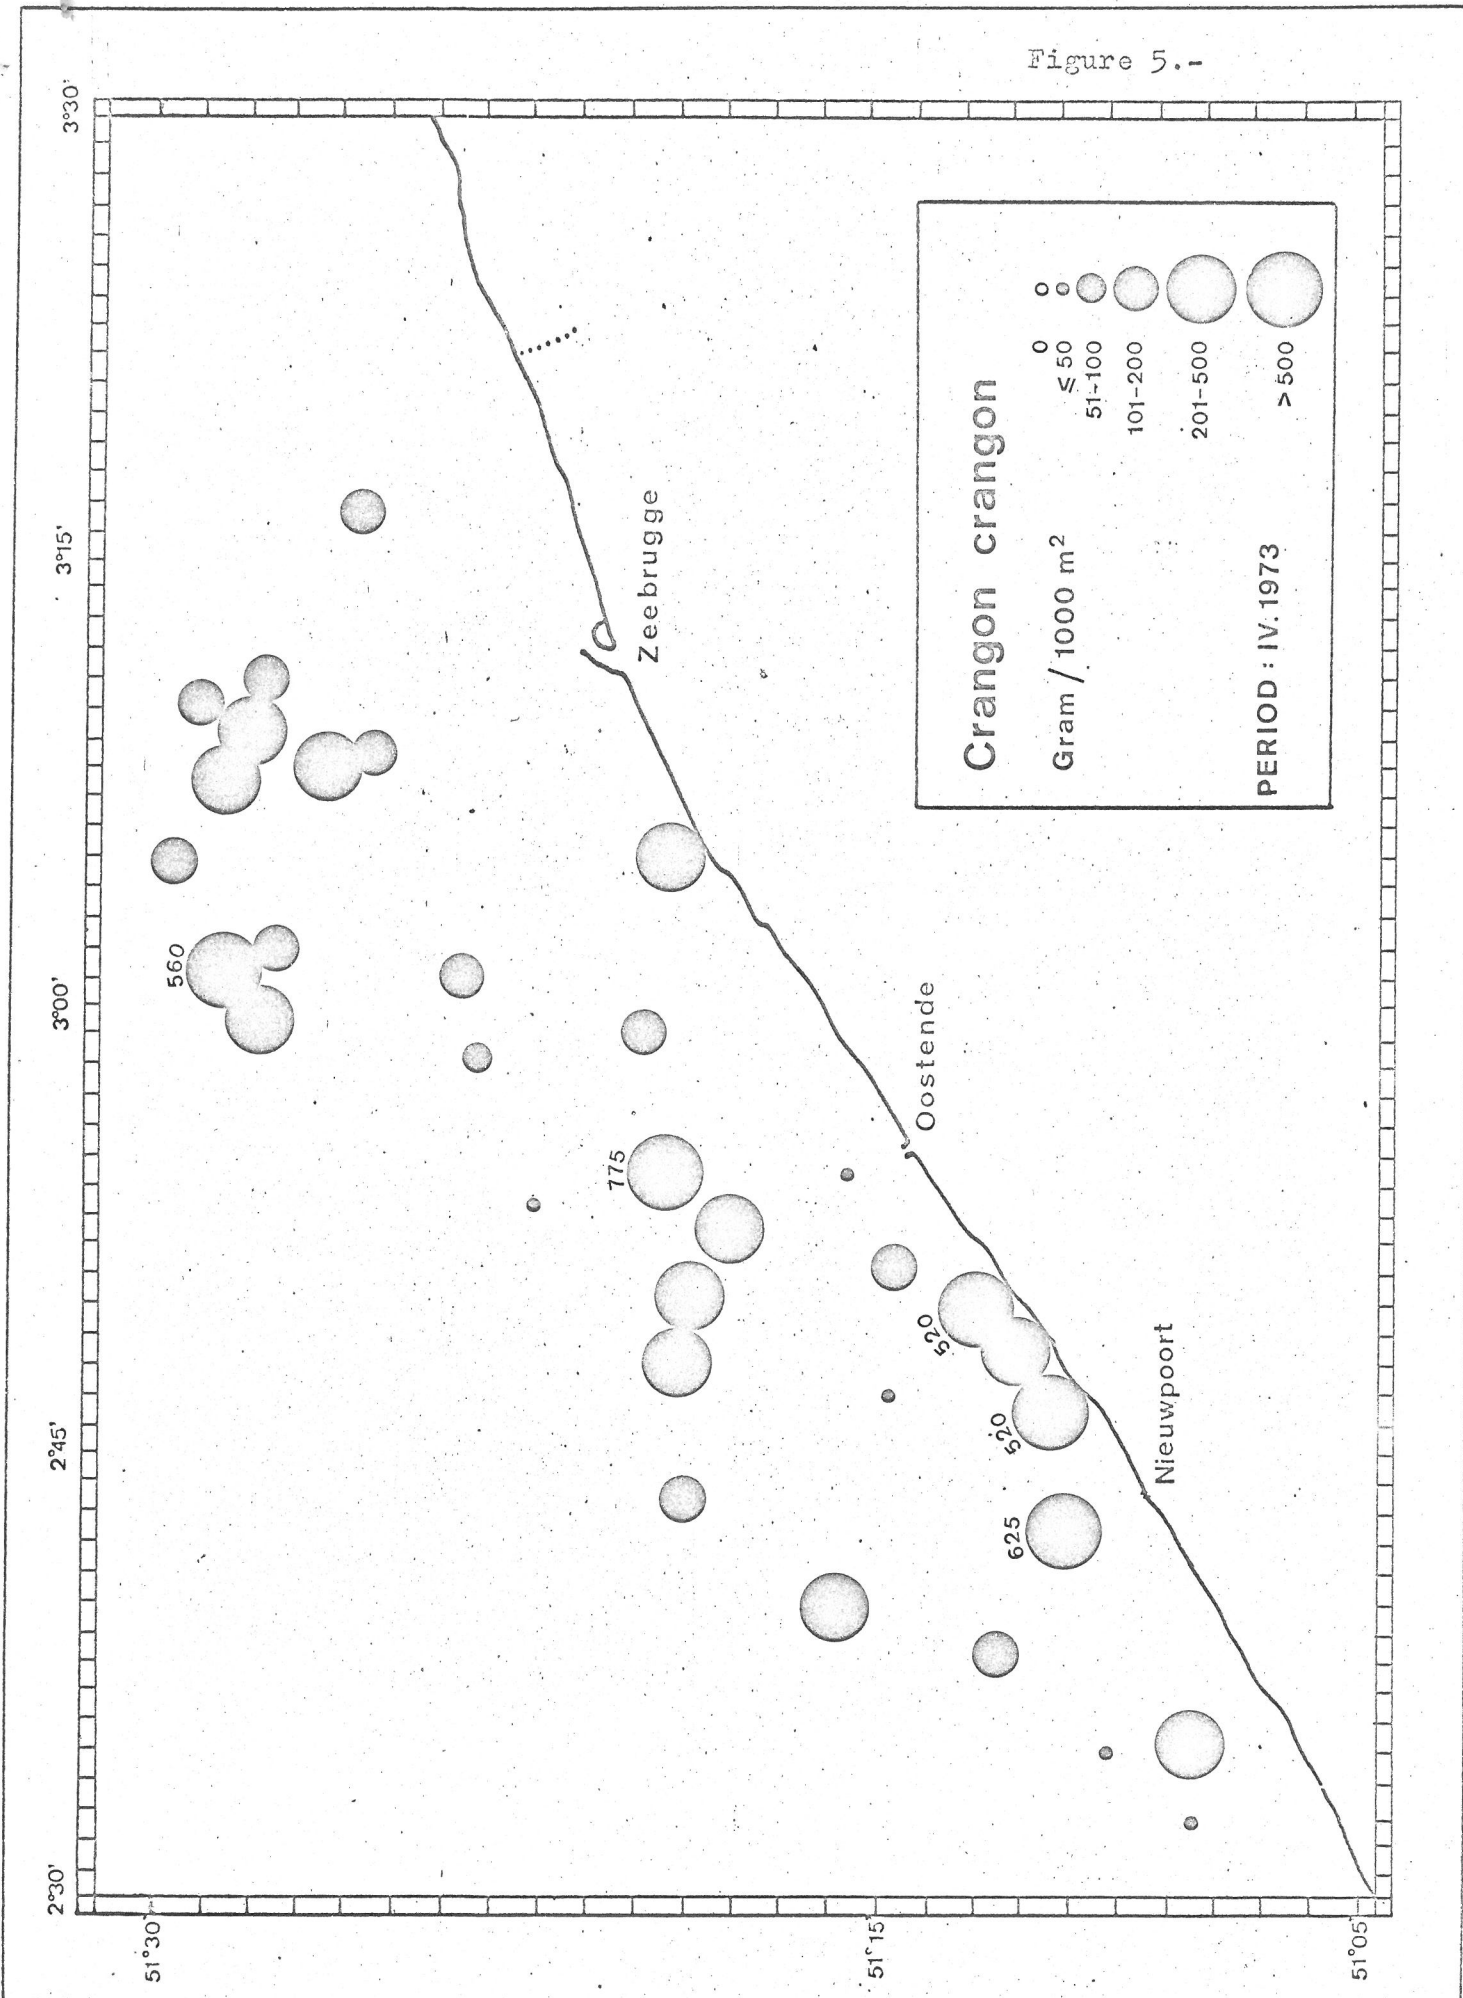 Figure 5.-
3°30'
3°15'
3°00'
2°45'
2°30'
51°30'
51°15'
51°05'
560
775
520
520
625
Zeebrugge
Oostende
Nieuwpoort
Crangon crangon
Gram / 1000 m²
0
≤ 50
51-100
101-200
201-500
> 500
PERIOD : IV. 1973